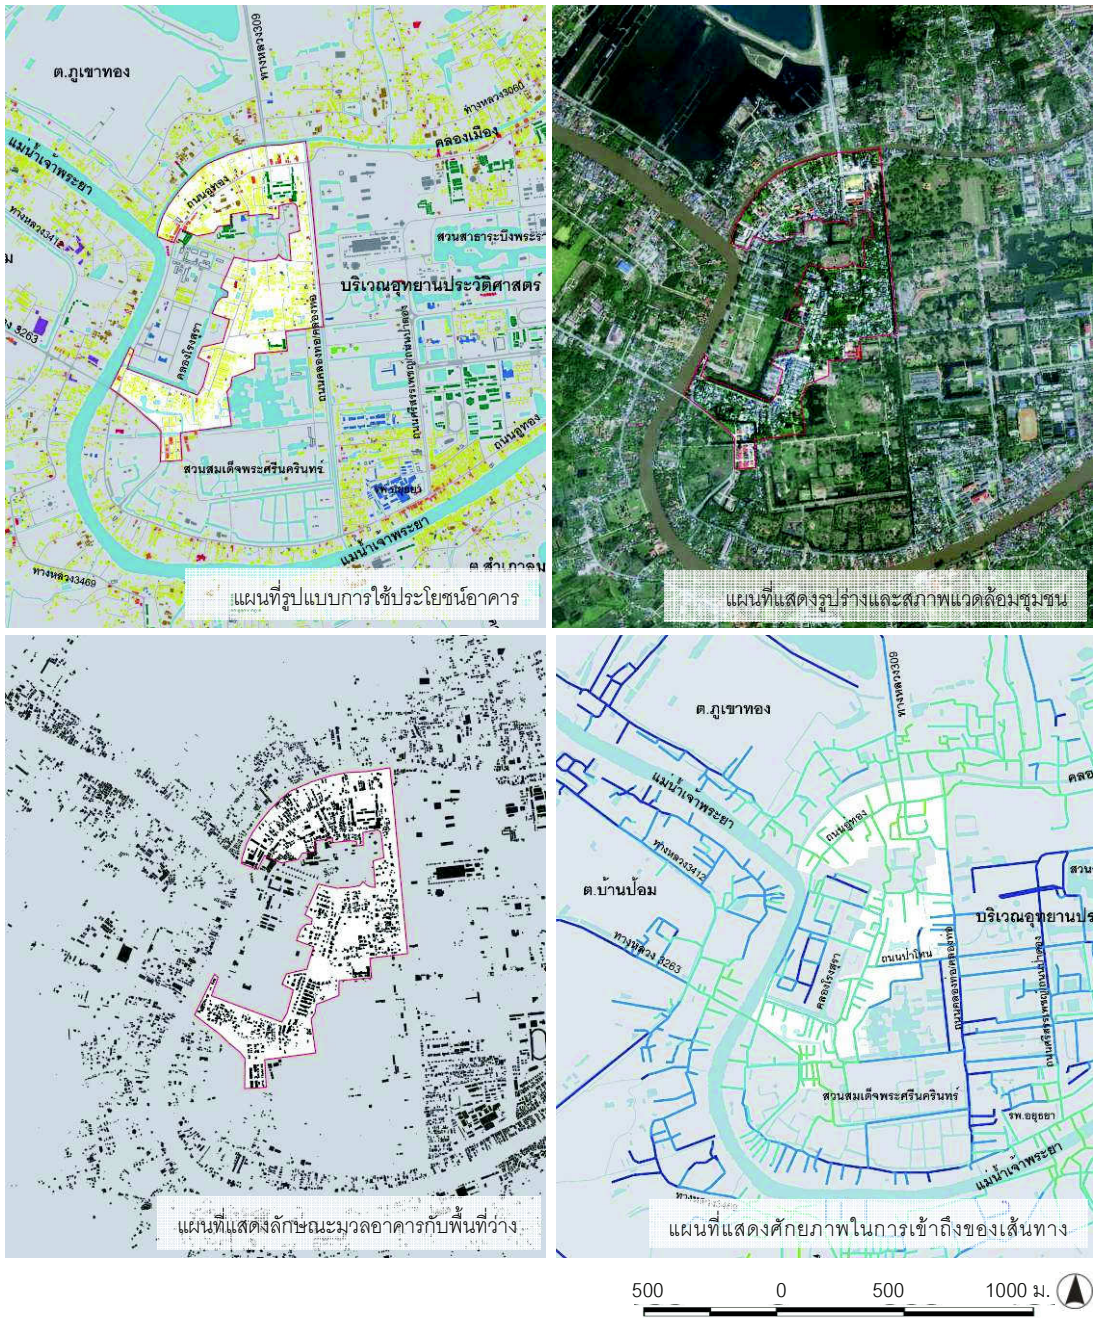 ต.ภูเขาทอง
ทางหลวง309
ทางหลวง3060
คลองเมือง
แม่น้ำเจ้าพระยา
ถนนอู่ทอง
ทางหลวง3412
สวนสาธาระบึงพระรา
บริเวณอุทยานประวัติศาสตร์
ม
3263
คลองโรงสุรา
ถนนคลองท่อ
ถนนอู่ทอง
สวนสมเด็จพระศรีนครินทร์
แม่น้ำเจ้าพระยา
ทางหลวง3469
แผนที่รูปแบบการใช้ประโยชน์อาคาร
แผนที่แสดงรูปร่างและสภาพแวดล้อมชุมชน
แผนที่แสดงลักษณะมวลอาคารกับพื้นที่ว่าง
ต.ภูเขาทอง
ทางหลวง309
แม่น้ำเจ้าพระยา
คลอ
ถนนอู่ทอง
ทางหลวง3412
สวน
ต.บ้านป้อม
บริเวณอุทยานปร
ทางหลวง 3263
ถนนป่าโทน
คลองโรงสุรา
สวนสมเด็จพระศรีนครินทร์
รพ.อยุธยา
แม่น้ำเจ้าพระยา
แผนที่แสดงศักยภาพในการเข้าถึงของเส้นทาง
500 0 500 1000 ม.